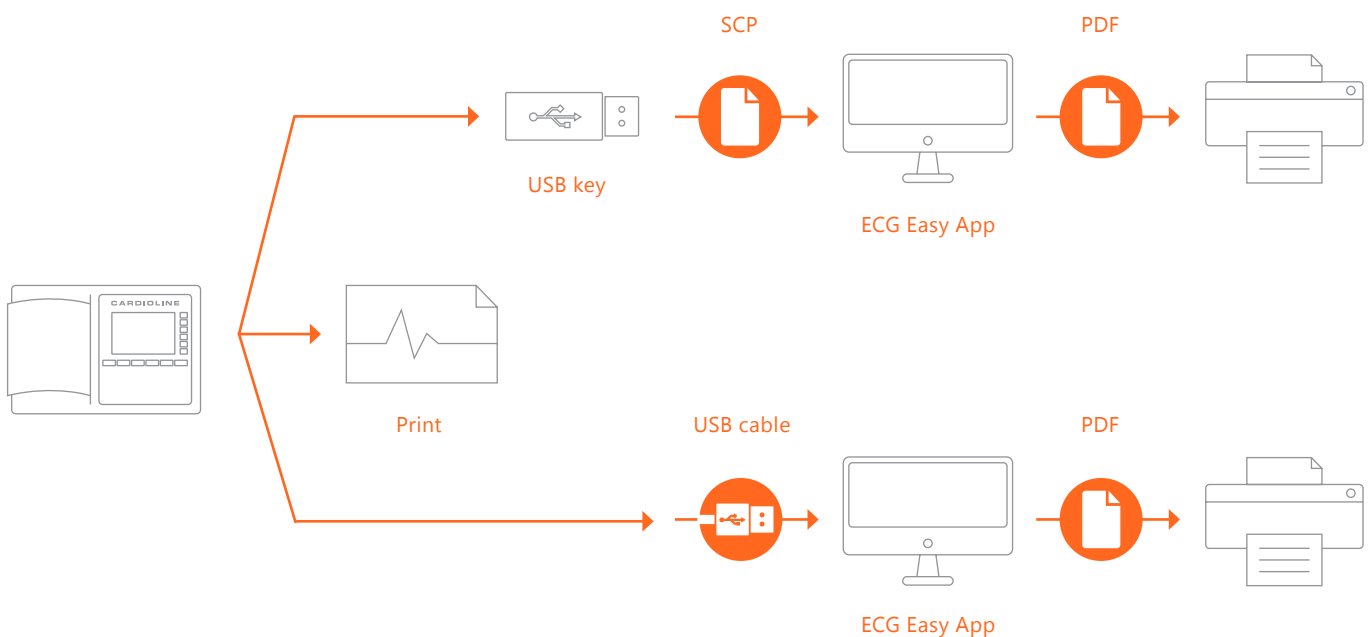 SCP
PDF
USB key
ECG Easy App
CARDIOLINE
Print
USB cable
PDF
ECG Easy App